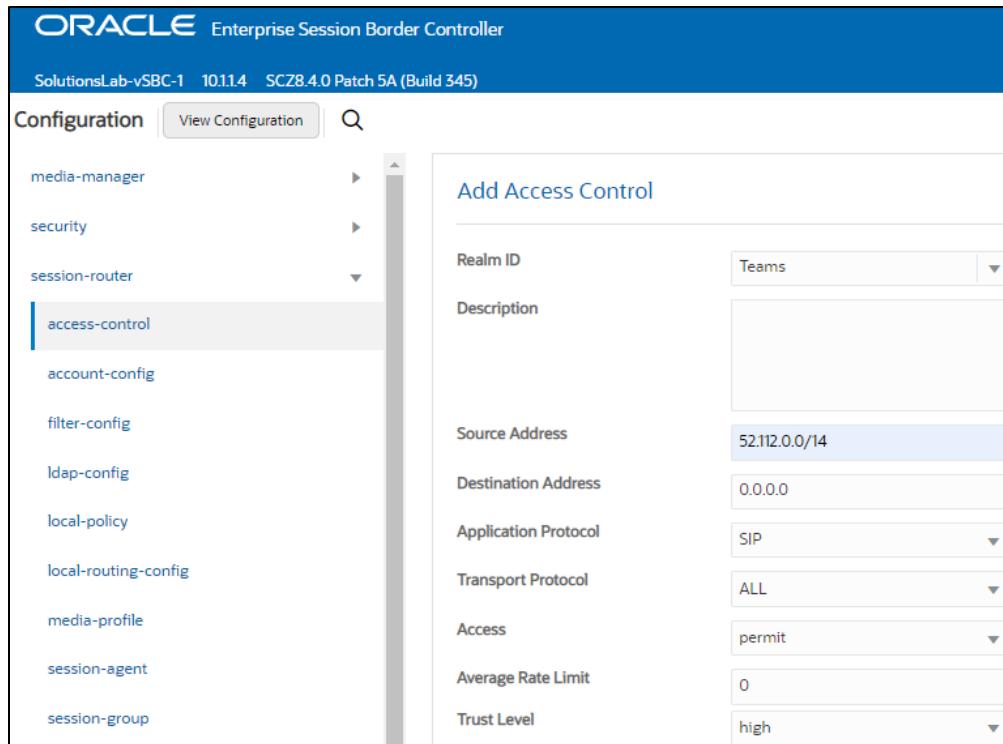 ORACLE Enterprise Session Border Controller
SolutionsLab-vSBC-1 10.1.1.4 SCZ8.4.0 Patch 5A (Build 345)
Configuration View Configuration
media-manager
security
session-router
access-control
account-config
filter-config
ldap-config
local-policy
local-routing-config
media-profile
session-agent
session-group
Add Access Control
Realm ID Teams
Description
Source Address 52.112.0.0/14
Destination Address 0.0.0.0
Application Protocol SIP
Transport Protocol ALL
Access permit
Average Rate Limit 0
Trust Level high